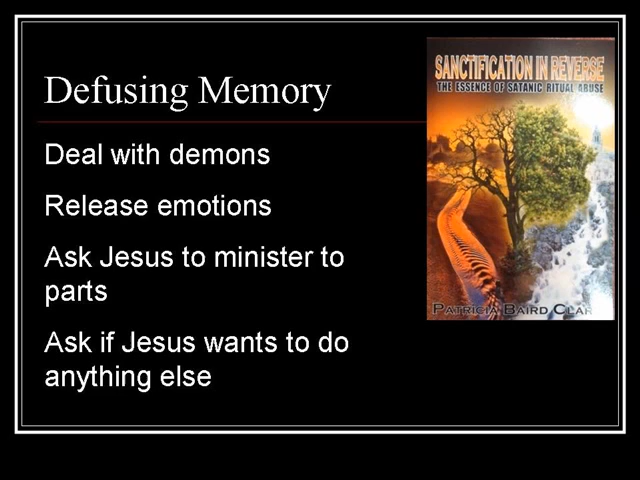 Defusing Memory
Deal with demons
Release emotions
Ask Jesus to minister to
parts
Ask if Jesus wants to do
anything else
SANCTIFICATION IN REVERSE
THE ESSENCE OF SATANIC RITUAL ABUSE
PATRICIA BAIRD CLAR